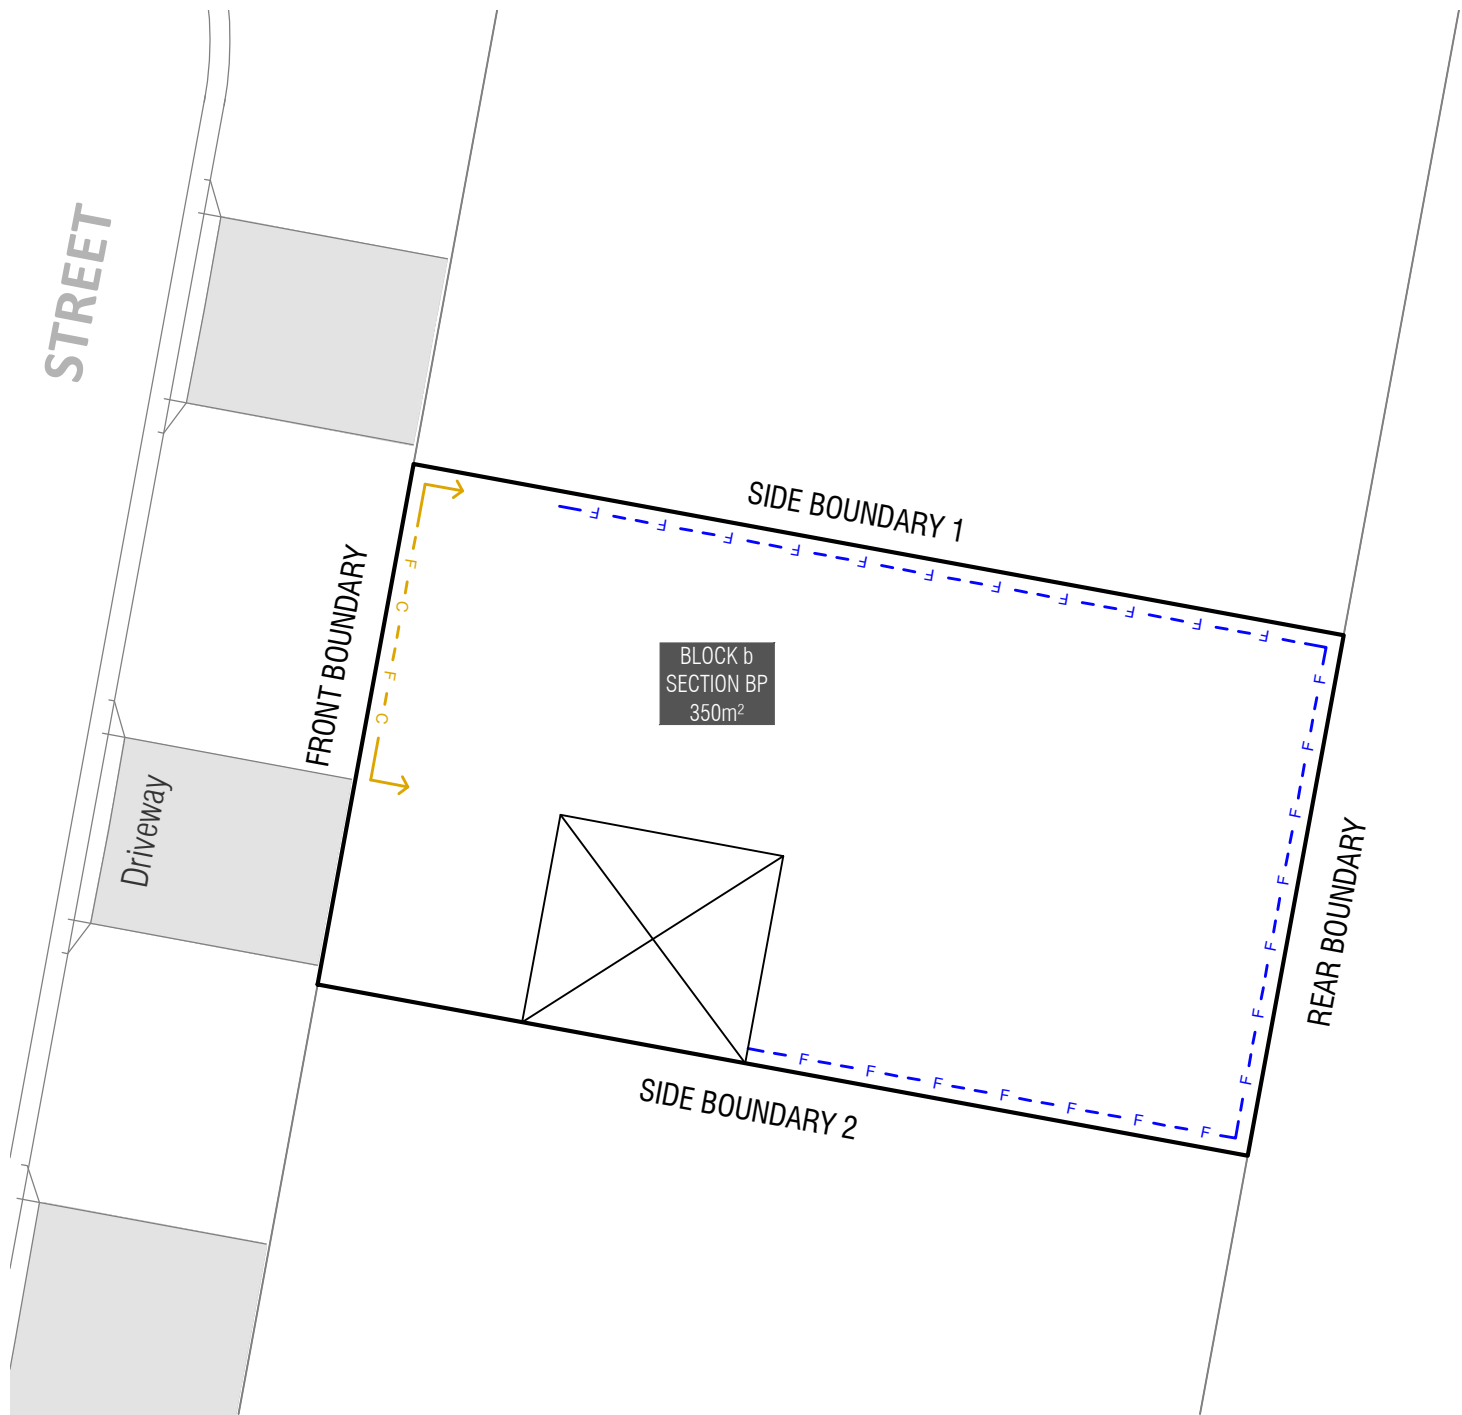 STREET
SIDE BOUNDARY 1
F F F F F F F F F F F
FRONT BOUNDARY
F
C
F
C
BLOCK b
SECTION BP
350m²
Driveway
F
F
F
F
F
F
F
REAR BOUNDARY
F F F F F F F
SIDE BOUNDARY 2